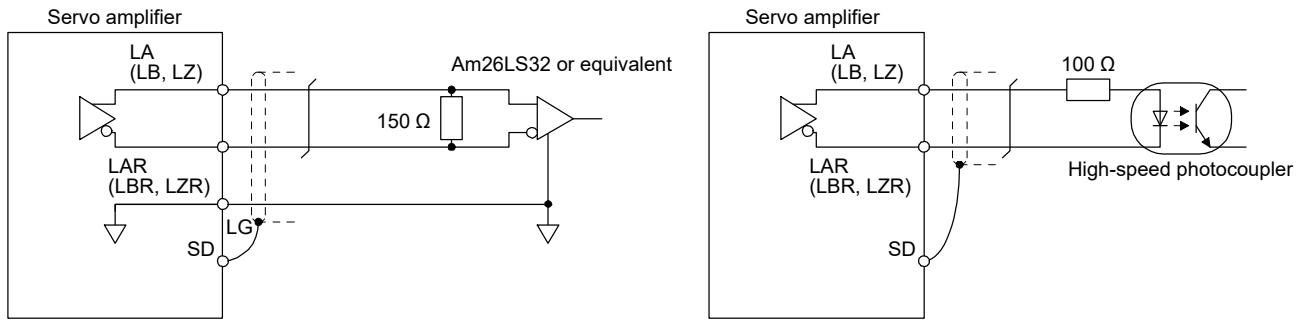 Servo amplifier
LA
(LB, LZ)
Am26LS32 or equivalent
150 Ω
LAR
(LBR, LZR)
LG
SD
Servo amplifier
LA
(LB, LZ)
100 Ω
LAR
(LBR, LZR)
High-speed photocoupler
SD